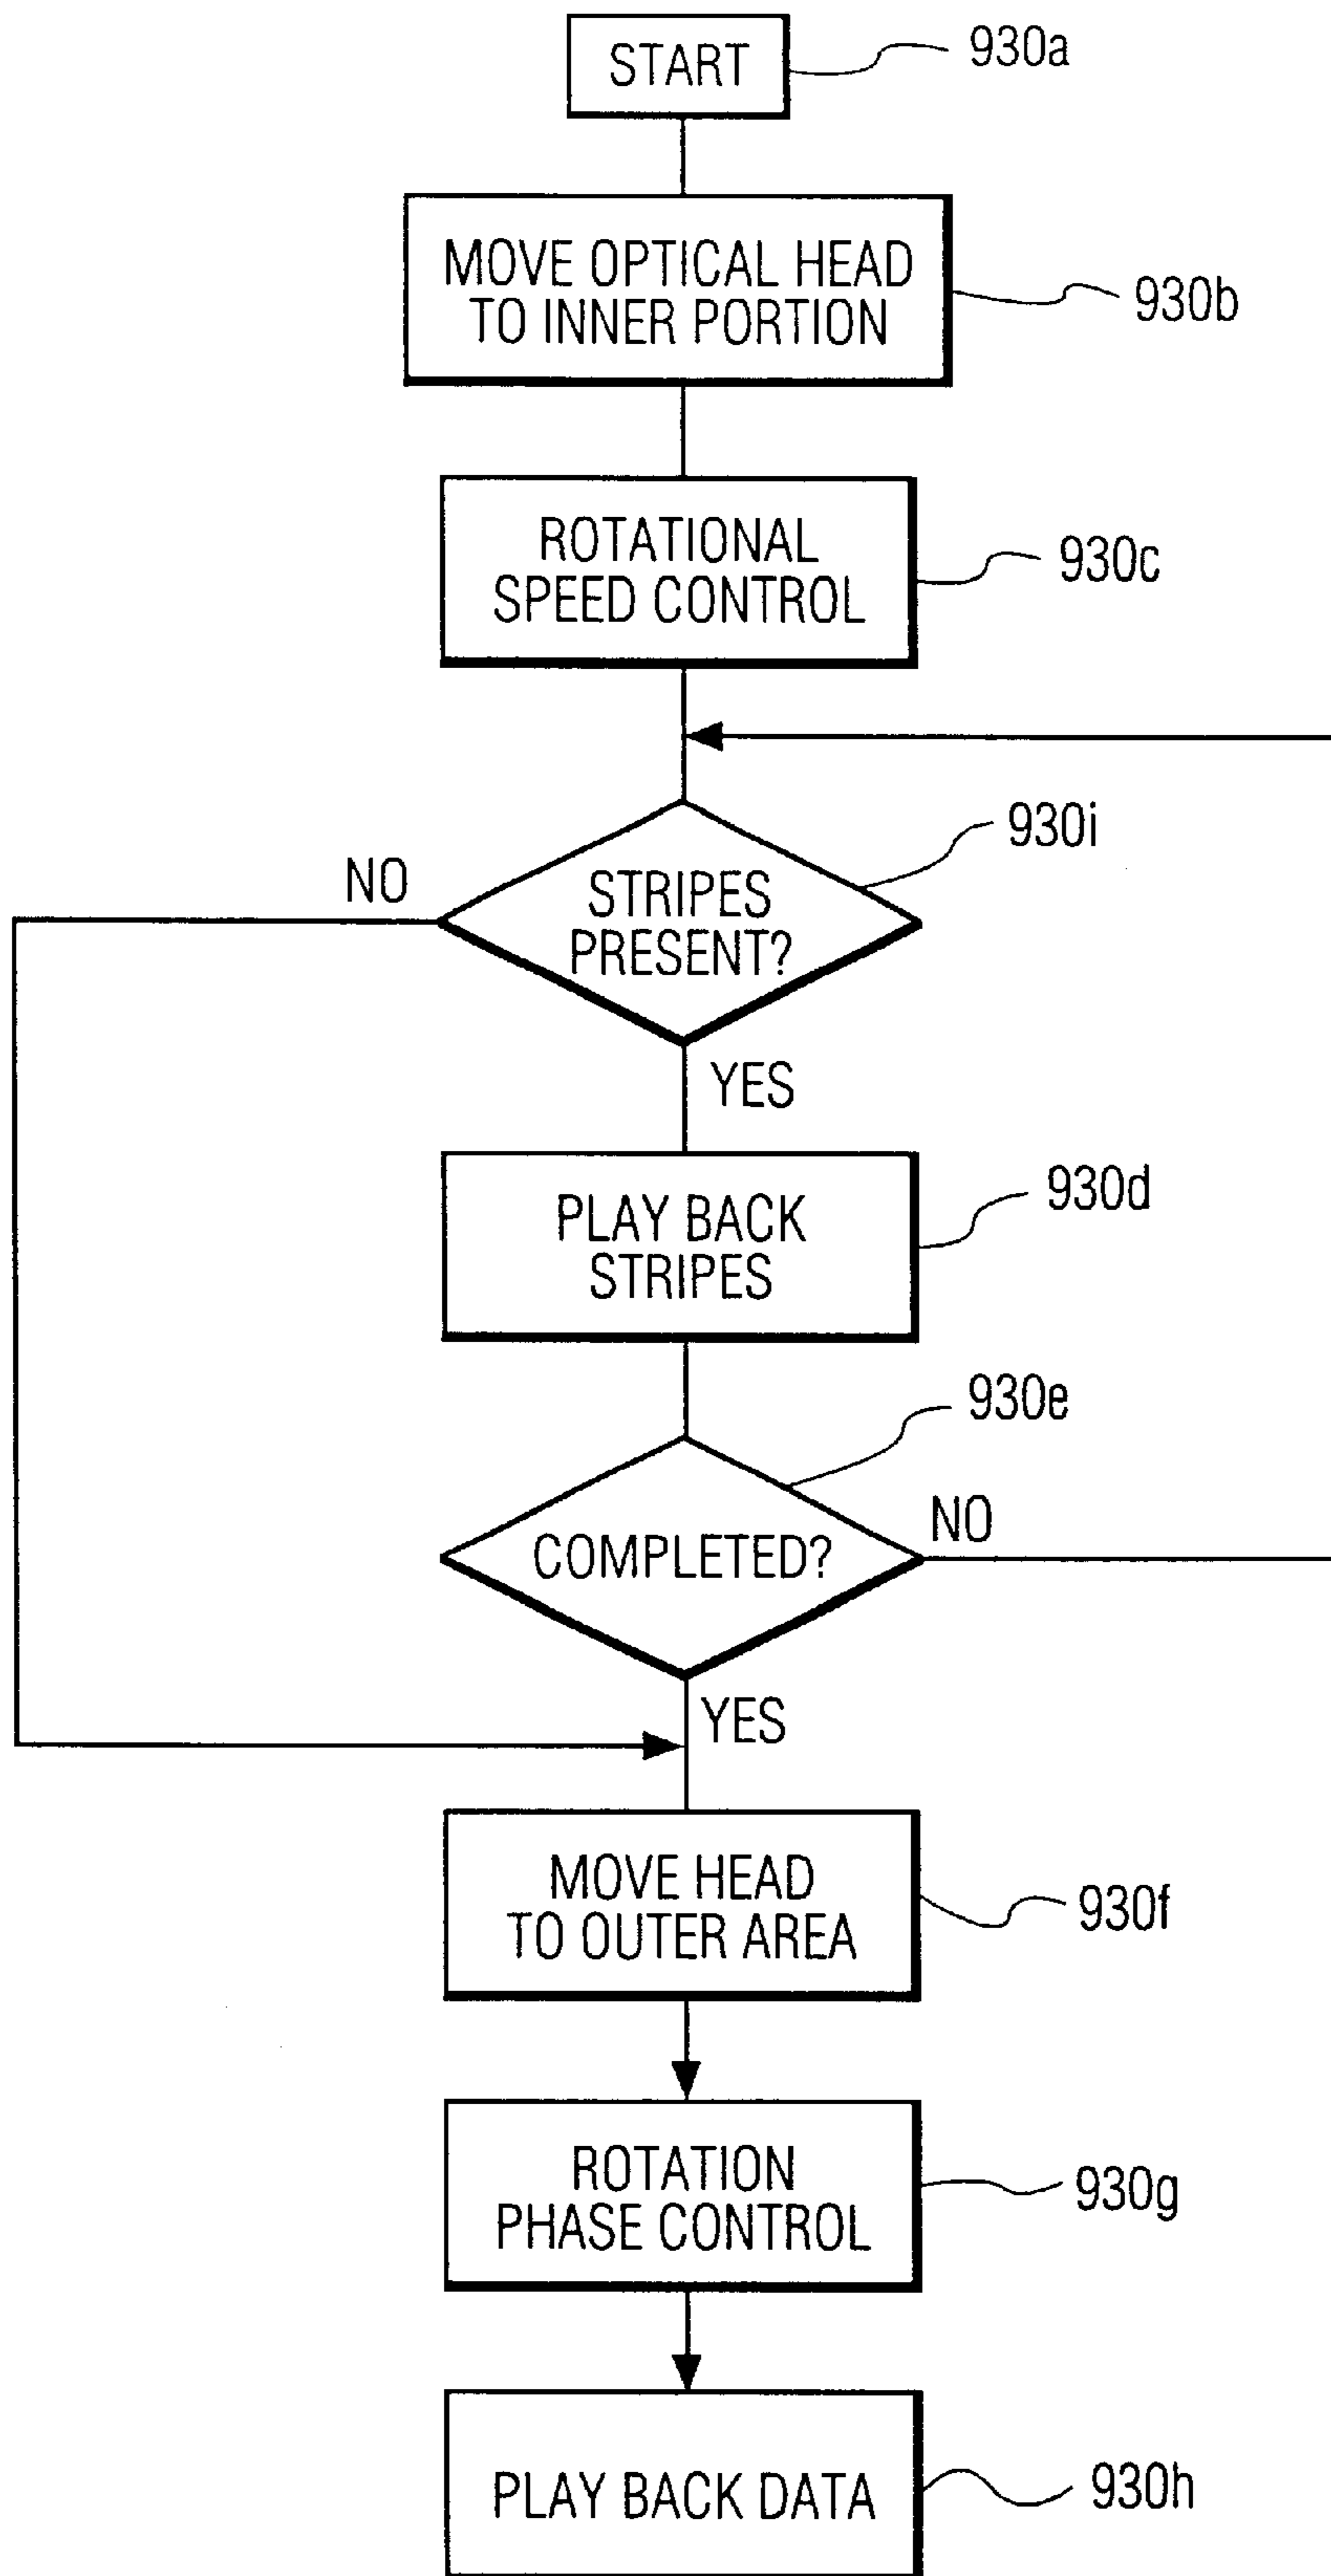 START
930a
MOVE OPTICAL HEAD
TO INNER PORTION
930b
ROTATIONAL
SPEED CONTROL
930c
930i
NO
STRIPES
PRESENT?
YES
PLAY BACK
STRIPES
930d
930e
NO
COMPLETED?
YES
MOVE HEAD
TO OUTER AREA
930f
ROTATION
PHASE CONTROL
930g
PLAY BACK DATA
930h